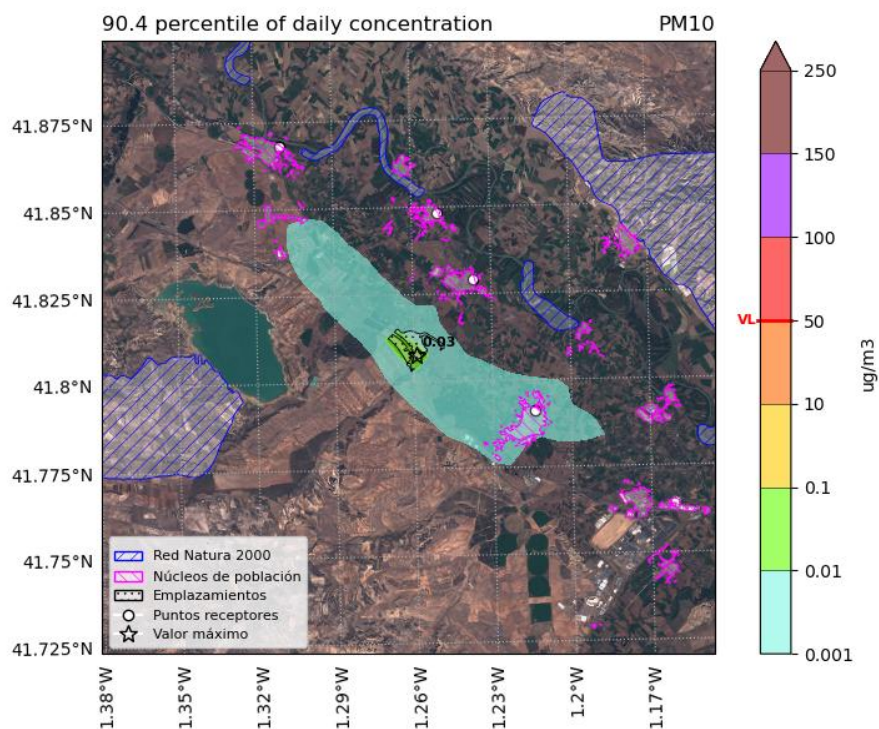 90.4 percentile of daily concentration
PM10
41.875°N
41.85°N
41.825°N
41.8°N
41.775°N
41.75°N
41.725°N
0.03
Red Natura 2000
Núcleos de población
Emplazamientos
Puntos receptores
Valor máximo
1.38°W
1.35°W
1.32°W
1.29°W
1.26°W
1.23°W
1.2°W
1.17°W
250
150
100
VL
50
10
0.1
0.01
0.001
ug/m3